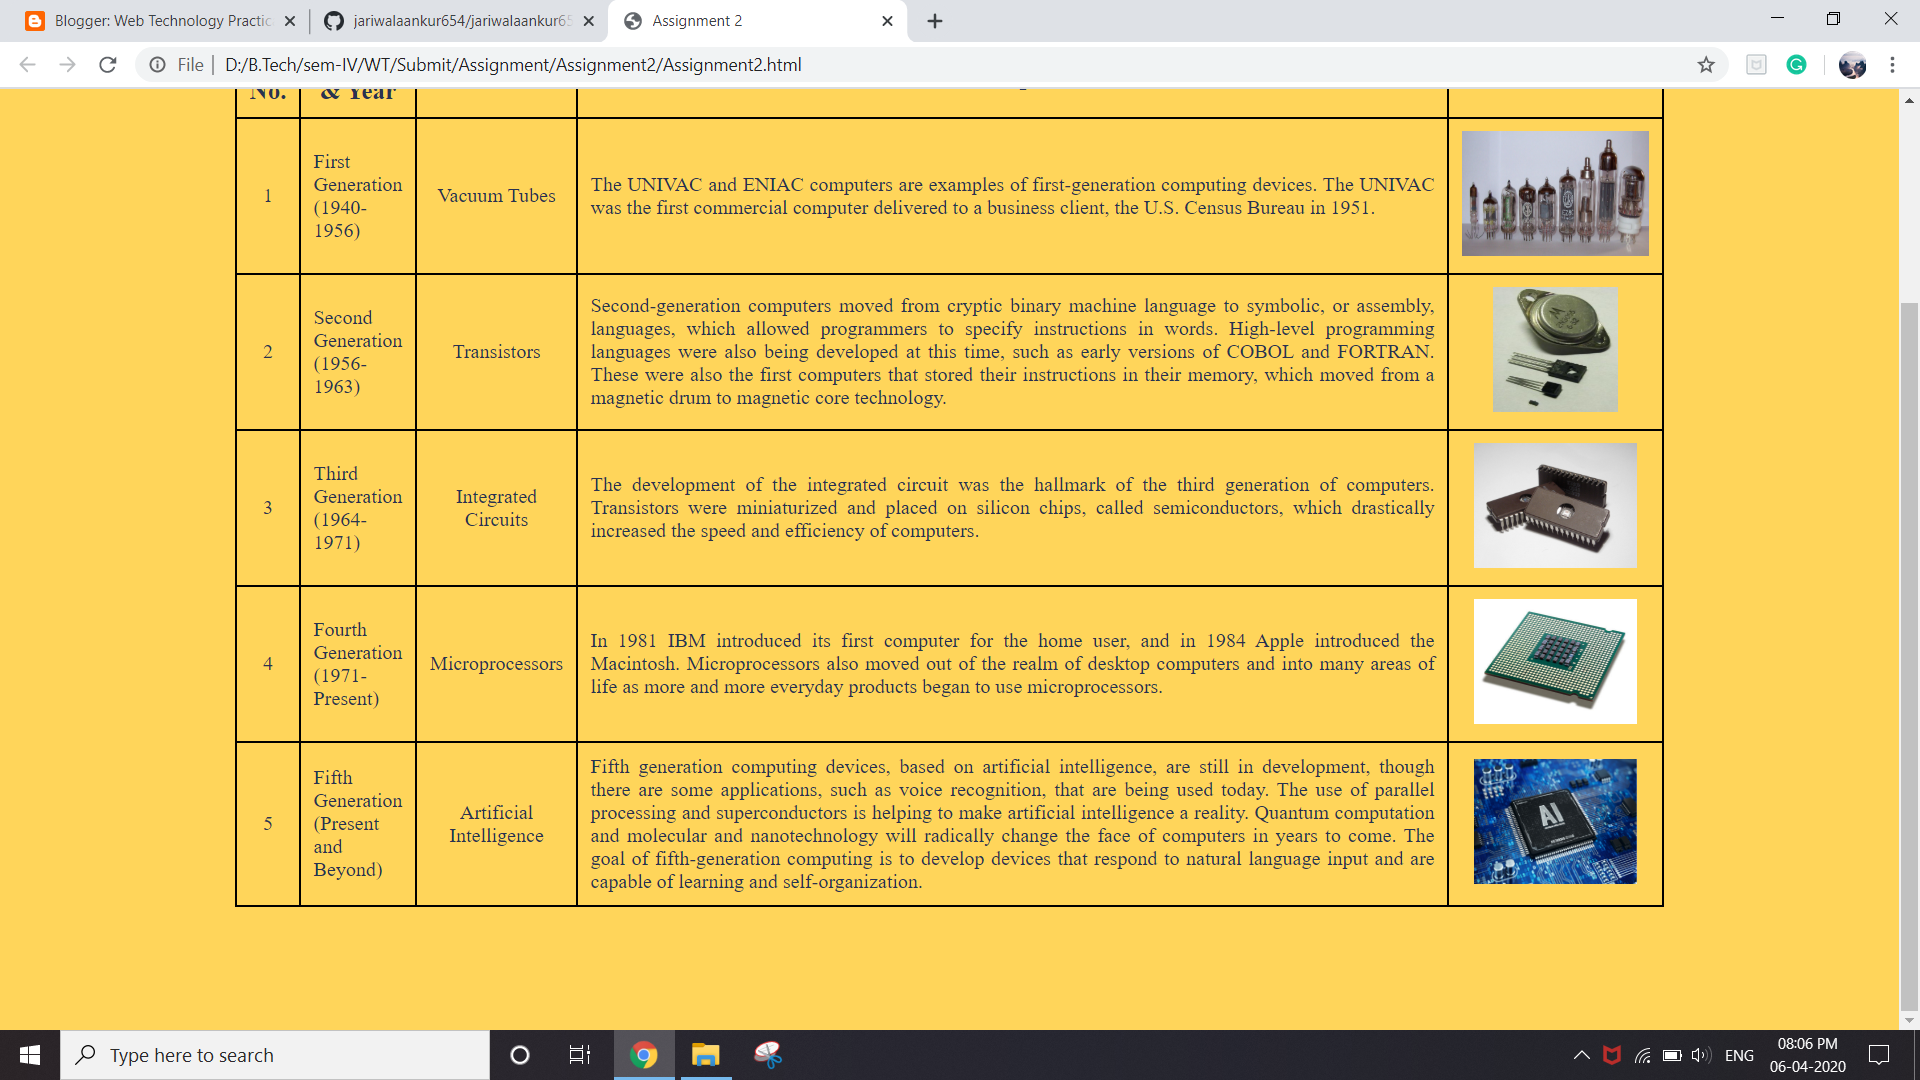 Blogger: Web Technology Practic
jariwalaankur654/jariwalaankur65
Assignment 2
File
D:/B.Tech/sem-IV/WT/Submit/Assignment/Assignment2/Assignment2.html
No.
& Year
1
First
Generation
(1940-
1956)
Vacuum Tubes
The UNIVAC and ENIAC computers are examples of first-generation computing devices. The UNIVAC
was the first commercial computer delivered to a business client, the U.S. Census Bureau in 1951.
2
Second
Generation
(1956-
1963)
Transistors
Second-generation computers moved from cryptic binary machine language to symbolic, or assembly,
languages, which allowed programmers to specify instructions in words. High-level programming
languages were also being developed at this time, such as early versions of COBOL and FORTRAN.
These were also the first computers that stored their instructions in their memory, which moved from a
magnetic drum to magnetic core technology.
3
Third
Generation
(1964-
1971)
Integrated
Circuits
The development of the integrated circuit was the hallmark of the third generation of computers.
Transistors were miniaturized and placed on silicon chips, called semiconductors, which drastically
increased the speed and efficiency of computers.
4
Fourth
Generation
(1971-
Present)
Microprocessors
In 1981 IBM introduced its first computer for the home user, and in 1984 Apple introduced the
Macintosh. Microprocessors also moved out of the realm of desktop computers and into many areas of
life as more and more everyday products began to use microprocessors.
5
Fifth
Generation
(Present
and
Beyond)
Artificial
Intelligence
Fifth generation computing devices, based on artificial intelligence, are still in development, though
there are some applications, such as voice recognition, that are being used today. The use of parallel
processing and superconductors is helping to make artificial intelligence a reality. Quantum computation
and molecular and nanotechnology will radically change the face of computers in years to come. The
goal of fifth-generation computing is to develop devices that respond to natural language input and are
capable of learning and self-organization.
AI
Type here to search
ENG
08:06 PM
06-04-2020